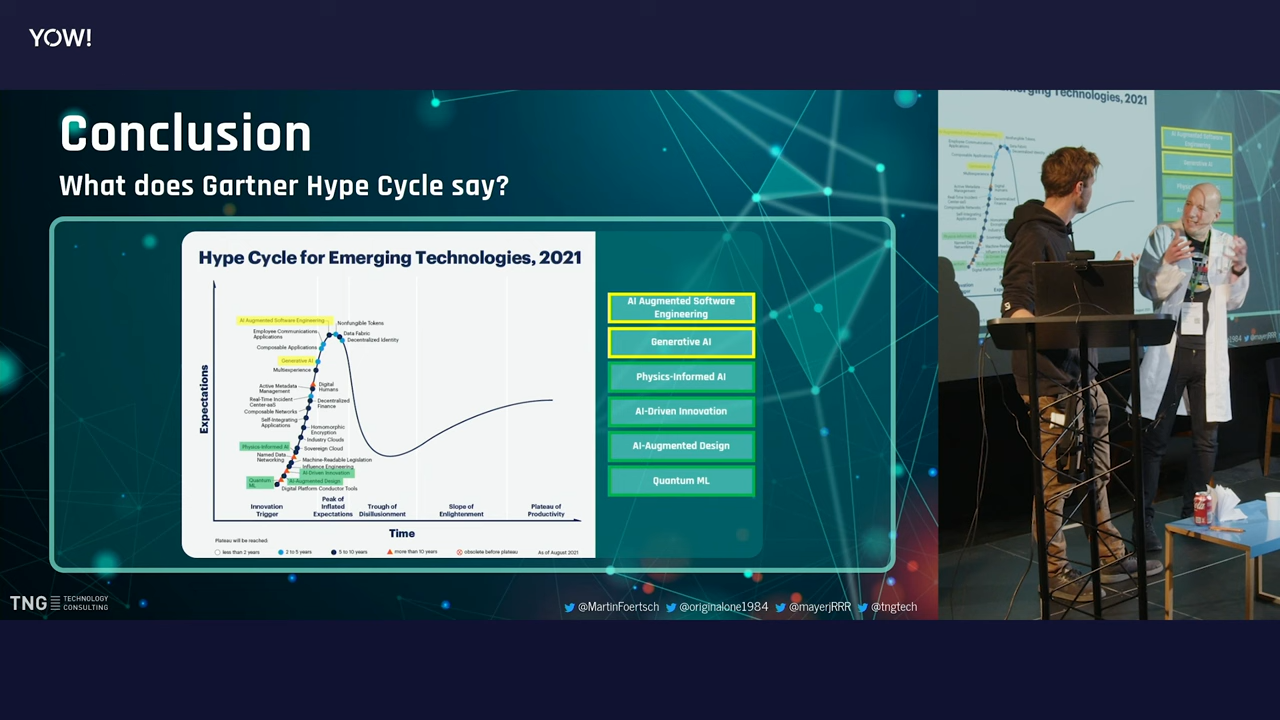 YOW!
Conclusion
What does Gartner Hype Cycle say?
Hype Cycle for Emerging Technologies, 2021
Expectations
AI Augmented Software Engineering
Nonfungible Tokens
Employee Communications
Applications
Data Fabric
Decentralized Identity
Composable Applications
Generative AI
Multiexperience
Active Metadata
Management
Digital
Humans
Real-Time Incident
Center-aaS
Decentralized
Finance
Composable Networks
Self-Integrating
Applications
Homomorphic
Encryption
Industry Clouds
Physics-Informed AI
Sovereign Cloud
Named Data
Networking
Machine-Readable Legislation
Influence Engineering
AI-Driven Innovation
Quantum
ML
AI-Augmented Design
Digital Platform Conductor Tools
Innovation
Trigger
Peak of
Inflated
Expectations
Trough of
Disillusionment
Slope of
Enlightenment
Plateau of
Productivity
Time
Plateau will be reached:
less than 2 years
2 to 5 years
5 to 10 years
more than 10 years
obsolete before plateau
As of August 2021
AI Augmented Software
Engineering
Generative AI
Physics-Informed AI
AI-Driven Innovation
AI-Augmented Design
Quantum ML
TNG TECHNOLOGY
CONSULTING
@MartinFoertsch @originalone1984 @mayerjRRR @tngtech
Emerging Technologies, 2021